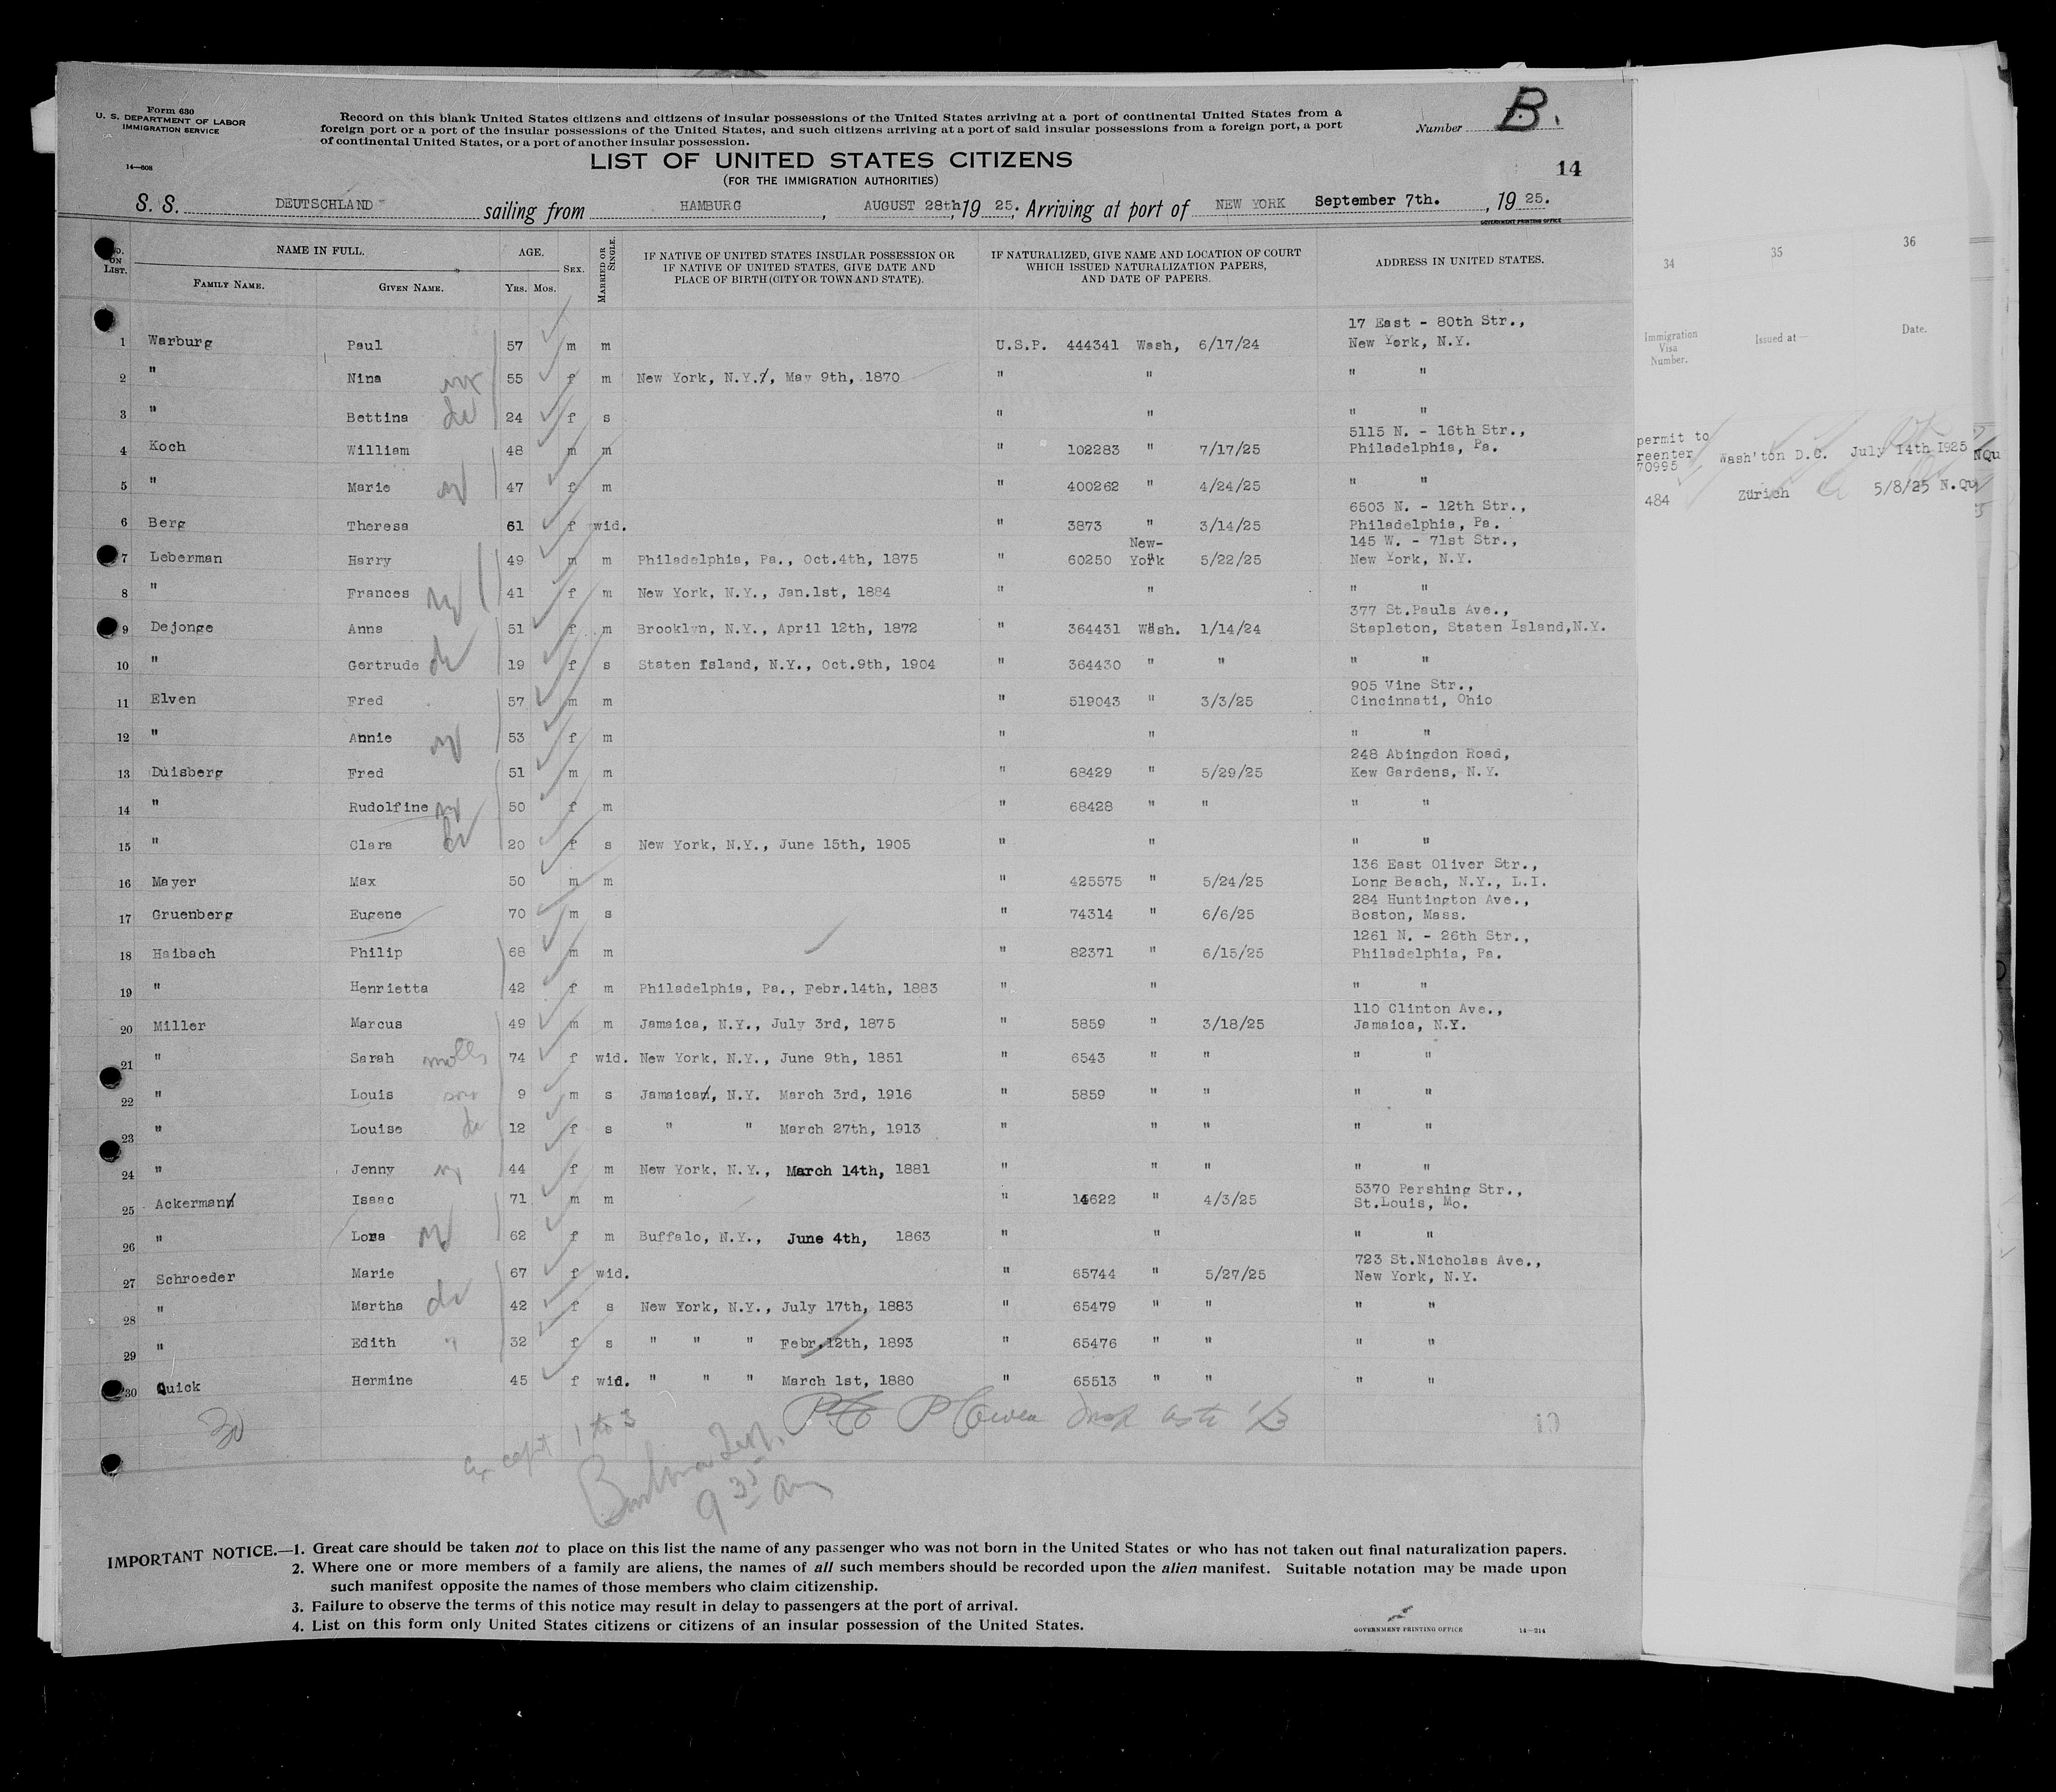 Form 630
U. S. DEPARTMENT OF LABOR
IMMIGRATION SERVICE
14—608
Record on this blank United States citizens and citizens of insular possessions of the United States arriving at a port of continental United States from a
foreign port or a port of the insular possessions of the United States, and such citizens arriving at a port of said insular possessions from a foreign port, a port
of continental United States, or a port of another insular possession.
Number B.
LIST OF UNITED STATES CITIZENS
14
(FOR THE IMMIGRATION AUTHORITIES)
S. S. DEUTSCHLAND sailing from HAMBURG, AUGUST 28th, 19 25; Arriving at port of NEW YORK September 7th., 19 25.
GOVERNMENT PRINTING OFFICE
No. ON LIST. NAME IN FULL. FAMILY NAME. GIVEN NAME. AGE. YRS. MOS. SEX. MARRIED OR SINGLE. IF NATIVE OF UNITED STATES INSULAR POSSESSION OR IF NATIVE OF UNITED STATES, GIVE DATE AND PLACE OF BIRTH (CITY OR TOWN AND STATE). IF NATURALIZED, GIVE NAME AND LOCATION OF COURT WHICH ISSUED NATURALIZATION PAPERS, AND DATE OF PAPERS. ADDRESS IN UNITED STATES.
17 East - 80th Str.,
1 Warburg Paul 57 m m U.S.P. 444341 Wash, 6/17/24 New York, N.Y.
2 " Nina 55 f m New York, N.Y., May 9th, 1870 " " " "
3 " Bettina 24 f s " " " "
5115 N. - 16th Str.,
4 Koch William 48 m m " 102283 " 7/17/25 Philadelphia, Pa.
5 " Marie 47 f m " 400262 " 4/24/25 " "
6503 N. - 12th Str.,
6 Berg Theresa 61 f wid. " 3873 " 3/14/25 Philadelphia, Pa.
New- 145 W. - 71st Str.,
7 Leberman Harry 49 m m Philadelphia, Pa., Oct.4th, 1875 " 60250 York 5/22/25 New York, N.Y.
8 " Frances 41 f m New York, N.Y., Jan.1st, 1884 " " " "
377 St.Pauls Ave.,
9 Dejonge Anna 51 f m Brooklyn, N.Y., April 12th, 1872 " 364431 Wash. 1/14/24 Stapleton, Staten Island,N.Y.
10 " Gertrude 19 f s Staten Island, N.Y., Oct.9th, 1904 " 364430 " " " "
905 Vine Str.,
11 Elven Fred 57 m m " 519043 " 3/3/25 Cincinnati, Ohio
12 " Annie 53 f m " " " "
248 Abingdon Road,
13 Duisberg Fred 51 m m " 68429 " 5/29/25 Kew Gardens, N.Y.
14 " Rudolfine 50 f m " 68428 " " " "
15 " Clara 20 f s New York, N.Y., June 15th, 1905 " " " "
136 East Oliver Str.,
16 Mayer Max 50 m m " 425575 " 5/24/25 Long Beach, N.Y., L.I.
284 Huntington Ave.,
17 Gruenberg Eugene 70 m s " 74314 " 6/6/25 Boston, Mass.
1261 N. - 26th Str.,
18 Haibach Philip 68 m m " 82371 " 6/15/25 Philadelphia, Pa.
19 " Henrietta 42 f m Philadelphia, Pa., Febr.14th, 1883 " " " "
110 Clinton Ave.,
20 Miller Marcus 49 m m Jamaica, N.Y., July 3rd, 1875 " 5859 " 3/18/25 Jamaica, N.Y.
21 " Sarah 74 f wid. New York, N.Y., June 9th, 1851 " 6543 " " " "
22 " Louis 9 m s Jamaica, N.Y. March 3rd, 1916 " 5859 " " " "
23 " Louise 12 f s " " March 27th, 1913 " " " " "
24 " Jenny 44 f m New York, N.Y., March 14th, 1881 " " " " "
5370 Pershing Str.,
25 Ackerman Isaac 71 m m " 14622 " 4/3/25 St.Louis, Mo.
26 " Lora 62 f m Buffalo, N.Y., June 4th, 1863 " " " "
723 St.Nicholas Ave.,
27 Schroeder Marie 67 f wid. " 65744 " 5/27/25 New York, N.Y.
28 " Martha 42 f s New York, N.Y., July 17th, 1883 " 65479 " " " "
29 " Edith 32 f s " " " Febr.12th, 1893 " 65476 " " " "
30 Quick Hermine 45 f wid. " " " March 1st, 1880 " 65513 " " " "
30
except 1 to 3
9 35 am
IMPORTANT NOTICE.—1. Great care should be taken not to place on this list the name of any passenger who was not born in the United States or who has not taken out final naturalization papers.
2. Where one or more members of a family are aliens, the names of all such members should be recorded upon the alien manifest. Suitable notation may be made upon
such manifest opposite the names of those members who claim citizenship.
3. Failure to observe the terms of this notice may result in delay to passengers at the port of arrival.
4. List on this form only United States citizens or citizens of an insular possession of the United States.
GOVERNMENT PRINTING OFFICE 14—214
34 35 36
Immigration Visa Number. Issued at— Date.
permit to
reenter
70995 Wash'ton D.C. July 14th 1925 NQu
484 Zürich 5/8/25 N.Qu